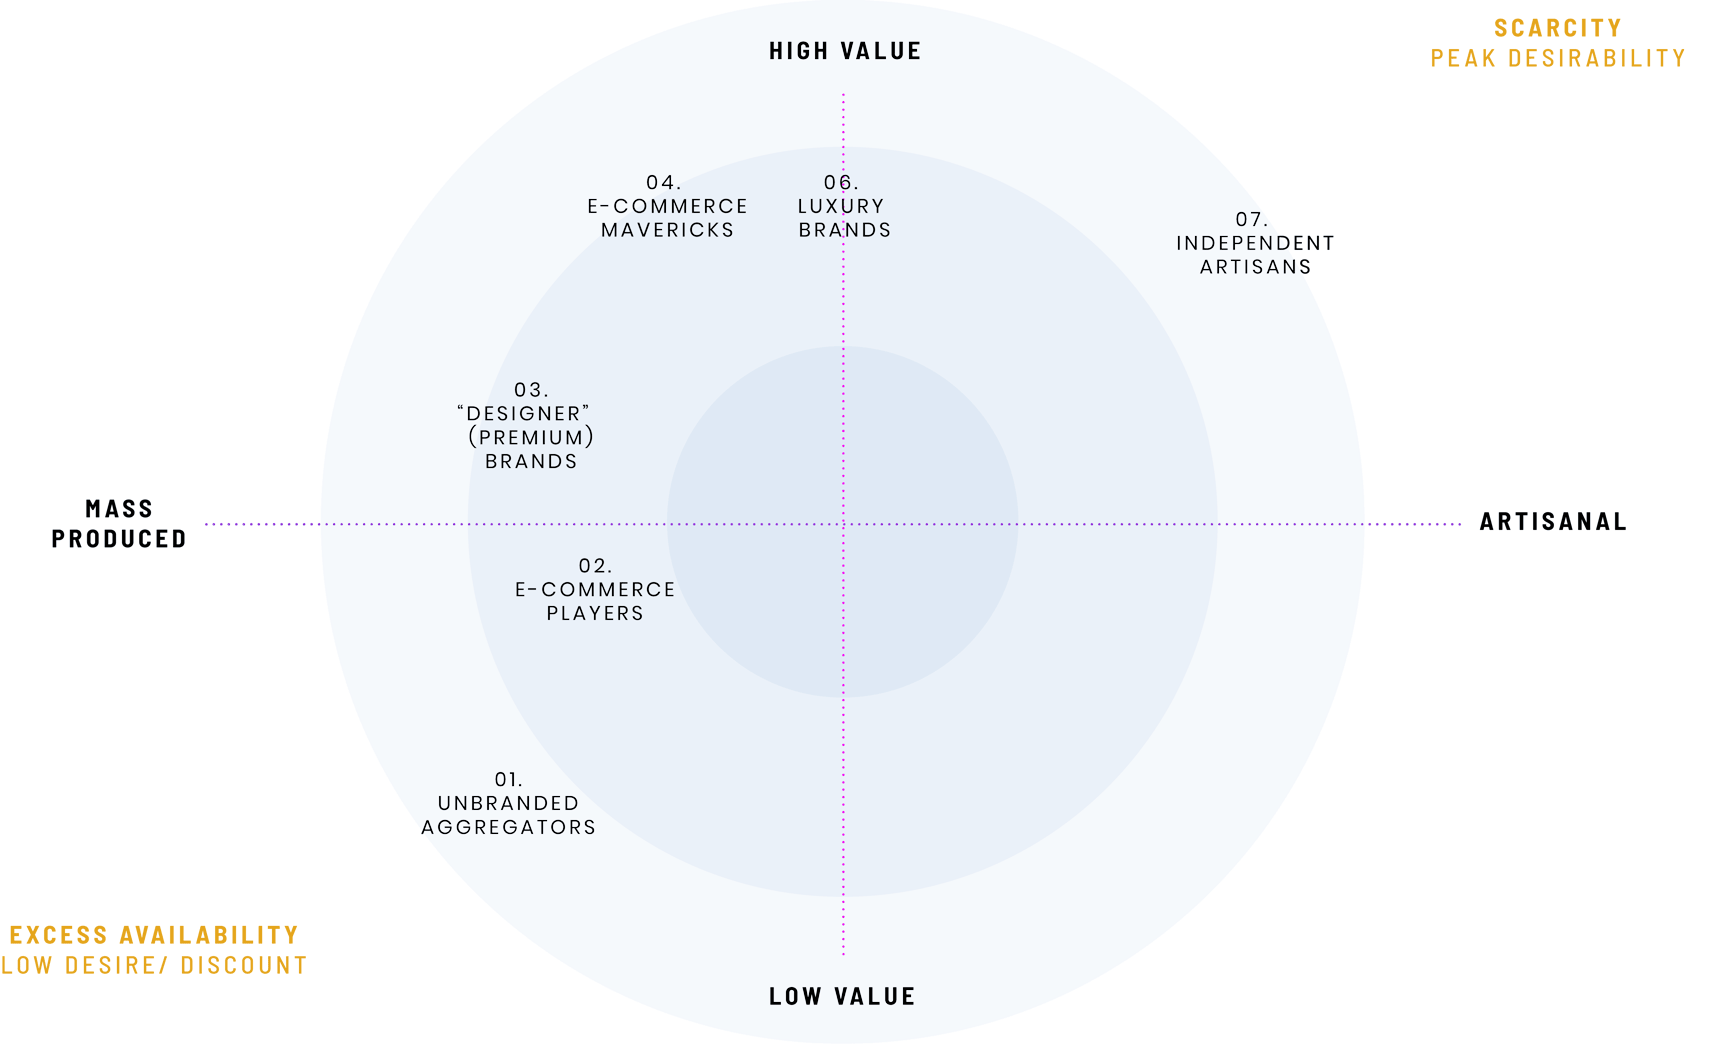 SCARCITY
PEAK DESIRABILITY
HIGH VALUE
04.
E-COMMERCE
MAVERICKS
06.
LUXURY
BRANDS
07.
INDEPENDENT
ARTISANS
03.
“DESIGNER”
(PREMIUM)
BRANDS
MASS
PRODUCED
ARTISANAL
02.
E-COMMERCE
PLAYERS
01.
UNBRANDED
AGGREGATORS
EXCESS AVAILABILITY
LOW DESIRE/ DISCOUNT
LOW VALUE